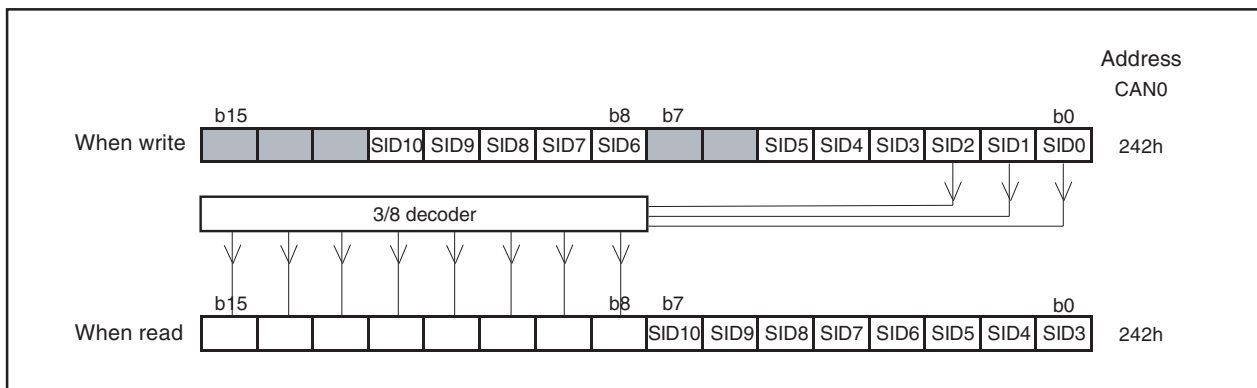 Address
CAN0
b15 b8 b7 b0
When write SID10 SID9 SID8 SID7 SID6 SID5 SID4 SID3 SID2 SID1 SID0 242h
3/8 decoder
b15 b8 b7 b0
When read SID10 SID9 SID8 SID7 SID6 SID5 SID4 SID3 242h